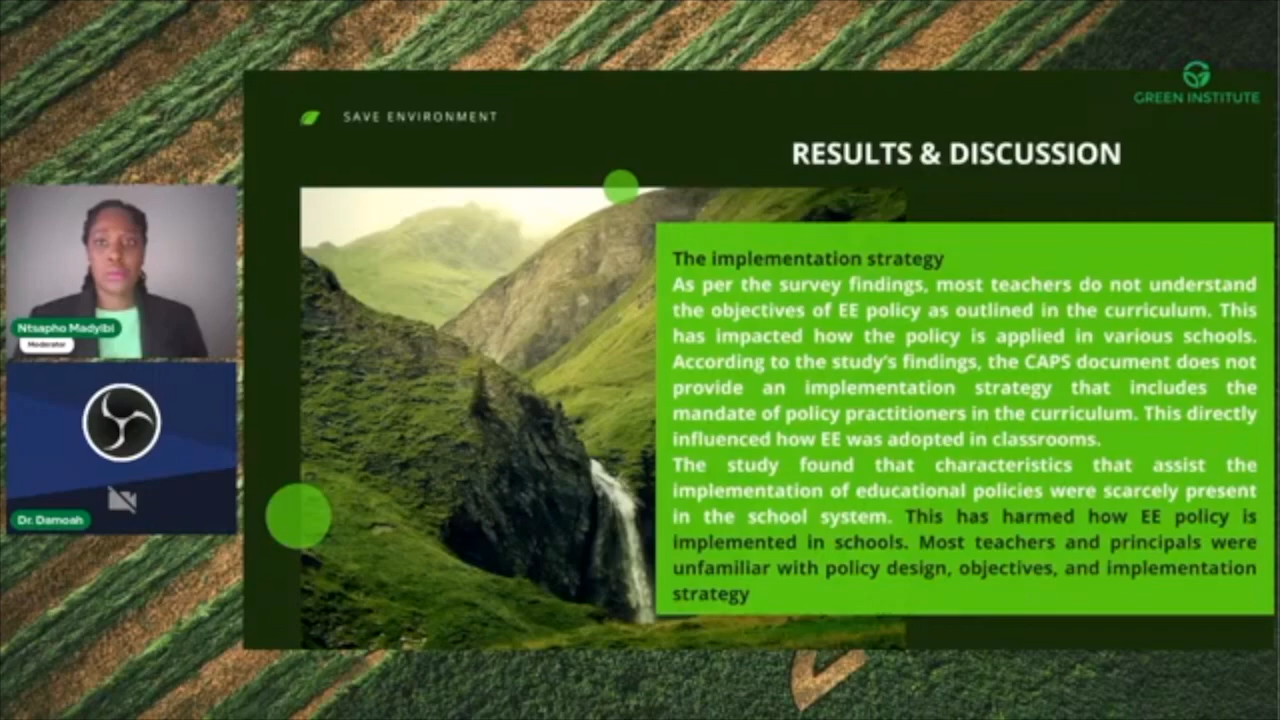 GREEN INSTITUTE
SAVE ENVIRONMENT
RESULTS & DISCUSSION
The implementation strategy
As per the survey findings, most teachers do not understand
the objectives of EE policy as outlined in the curriculum. This
has impacted how the policy is applied in various schools.
According to the study's findings, the CAPS document does not
provide an implementation strategy that includes the
mandate of policy practitioners in the curriculum. This directly
influenced how EE was adopted in classrooms.
The study found that characteristics that assist the
implementation of educational policies were scarcely present
in the school system. This has harmed how EE policy is
implemented in schools. Most teachers and principals were
unfamiliar with policy design, objectives, and implementation
strategy
Ntsapho Madyibi
Moderator
Dr. Damoah